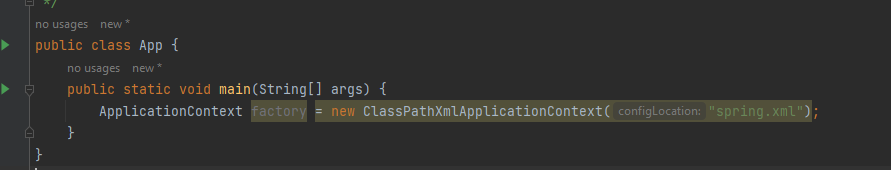 */
no usages   new *
public class App {
no usages   new *
public static void main(String[] args) {
ApplicationContext factory = new ClassPathXmlApplicationContext( configLocation: "spring.xml");
}
}